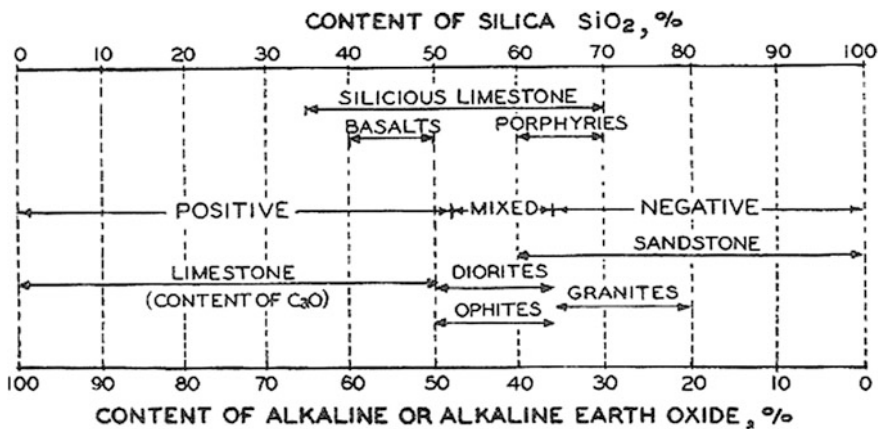 CONTENT OF SILICA SiO2, %
0 10 20 30 40 50 60 70 80 90 100
SILICIOUS LIMESTONE
BASALTS PORPHYRIES
POSITIVE MIXED NEGATIVE
SANDSTONE
LIMESTONE DIORITES
(CONTENT OF CaO) GRANITES
OPHITES
100 90 80 70 60 50 40 30 20 10 0
CONTENT OF ALKALINE OR ALKALINE EARTH OXIDE, %